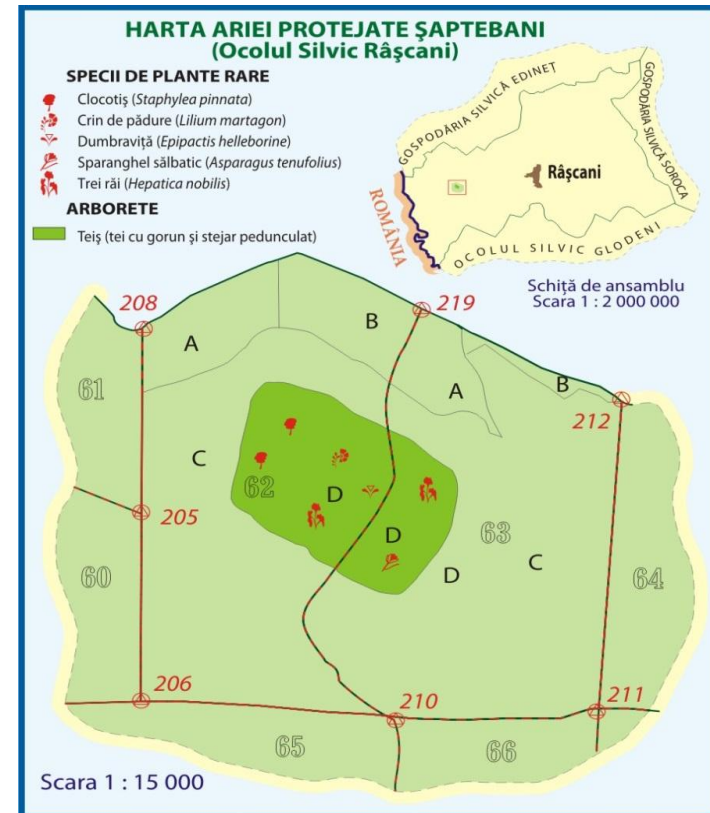 HARTA ARIEI PROTEJATE ŞAPTEBANI
(Ocolul Silvic Râşcani)
SPECII DE PLANTE RARE
Clocotiş (Staphylea pinnata)
Crin de pădure (Lilium martagon)
Dumbraviţă (Epipactis helleborine)
Sparanghel sălbatic (Asparagus tenufolius)
Trei răi (Hepatica nobilis)
ARBORETE
Teiş (tei cu gorun şi stejar pedunculat)
GOSPODĂRIA SILVICĂ EDINEŢ
GOSPODĂRIA SILVICĂ SOROCA
Râşcani
ROMÂNIA
OCOLUL SILVIC GLODENI
Schiţă de ansamblu
Scara 1 : 2 000 000
208
219
A
B
61
A
B
212
C
62
D
205
D
63
60
D
C
64
206
210
211
65
66
Scara 1 : 15 000